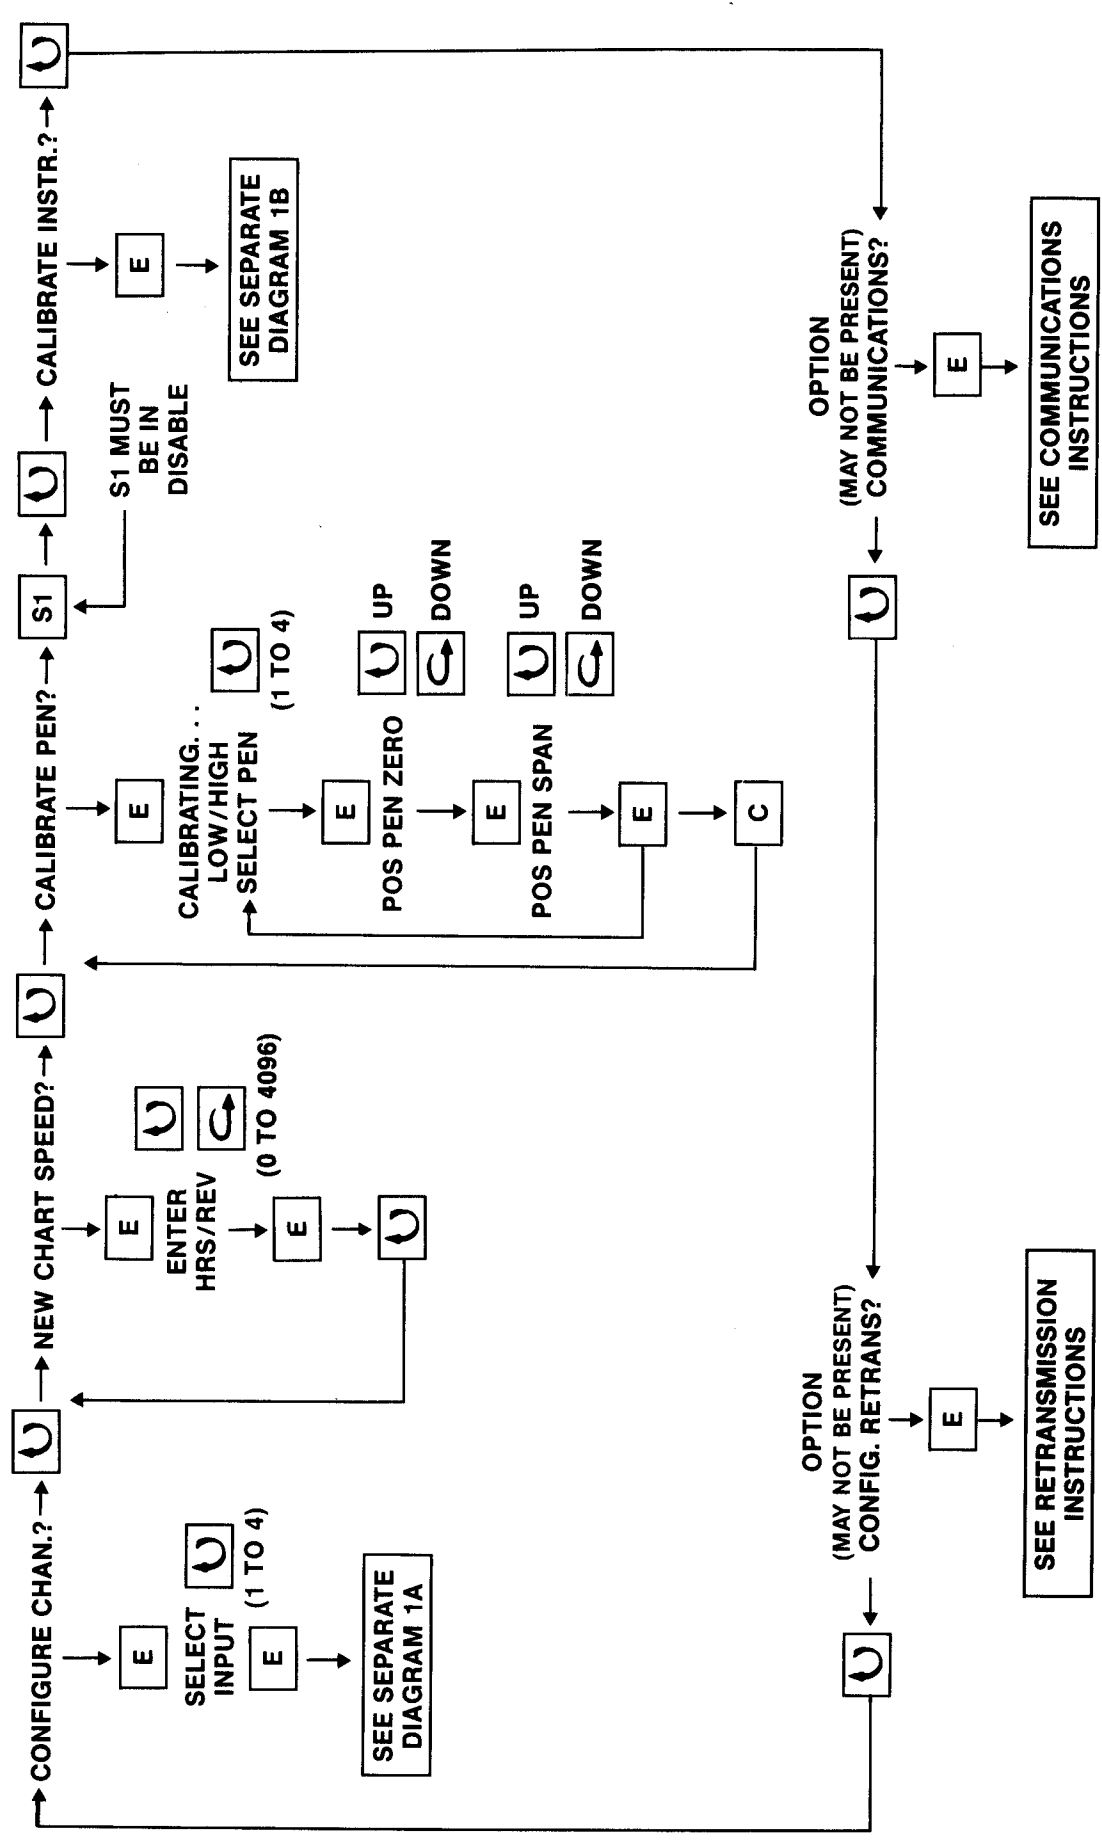 CONFIGURE CHAN.?
E
SELECT
INPUT
(1 TO 4)
E
SEE SEPARATE
DIAGRAM 1A
NEW CHART SPEED?
E
ENTER
HRS/REV
(0 TO 4096)
E
CALIBRATE PEN?
E
CALIBRATING...
LOW/HIGH
SELECT PEN
(1 TO 4)
E
POS PEN ZERO
UP
DOWN
E
POS PEN SPAN
UP
DOWN
E
C
S1
S1 MUST
BE IN
DISABLE
CALIBRATE INSTR.?
E
SEE SEPARATE
DIAGRAM 1B
OPTION
(MAY NOT BE PRESENT)
CONFIG. RETRANS?
E
SEE RETRANSMISSION
INSTRUCTIONS
OPTION
(MAY NOT BE PRESENT)
COMMUNICATIONS?
E
SEE COMMUNICATIONS
INSTRUCTIONS